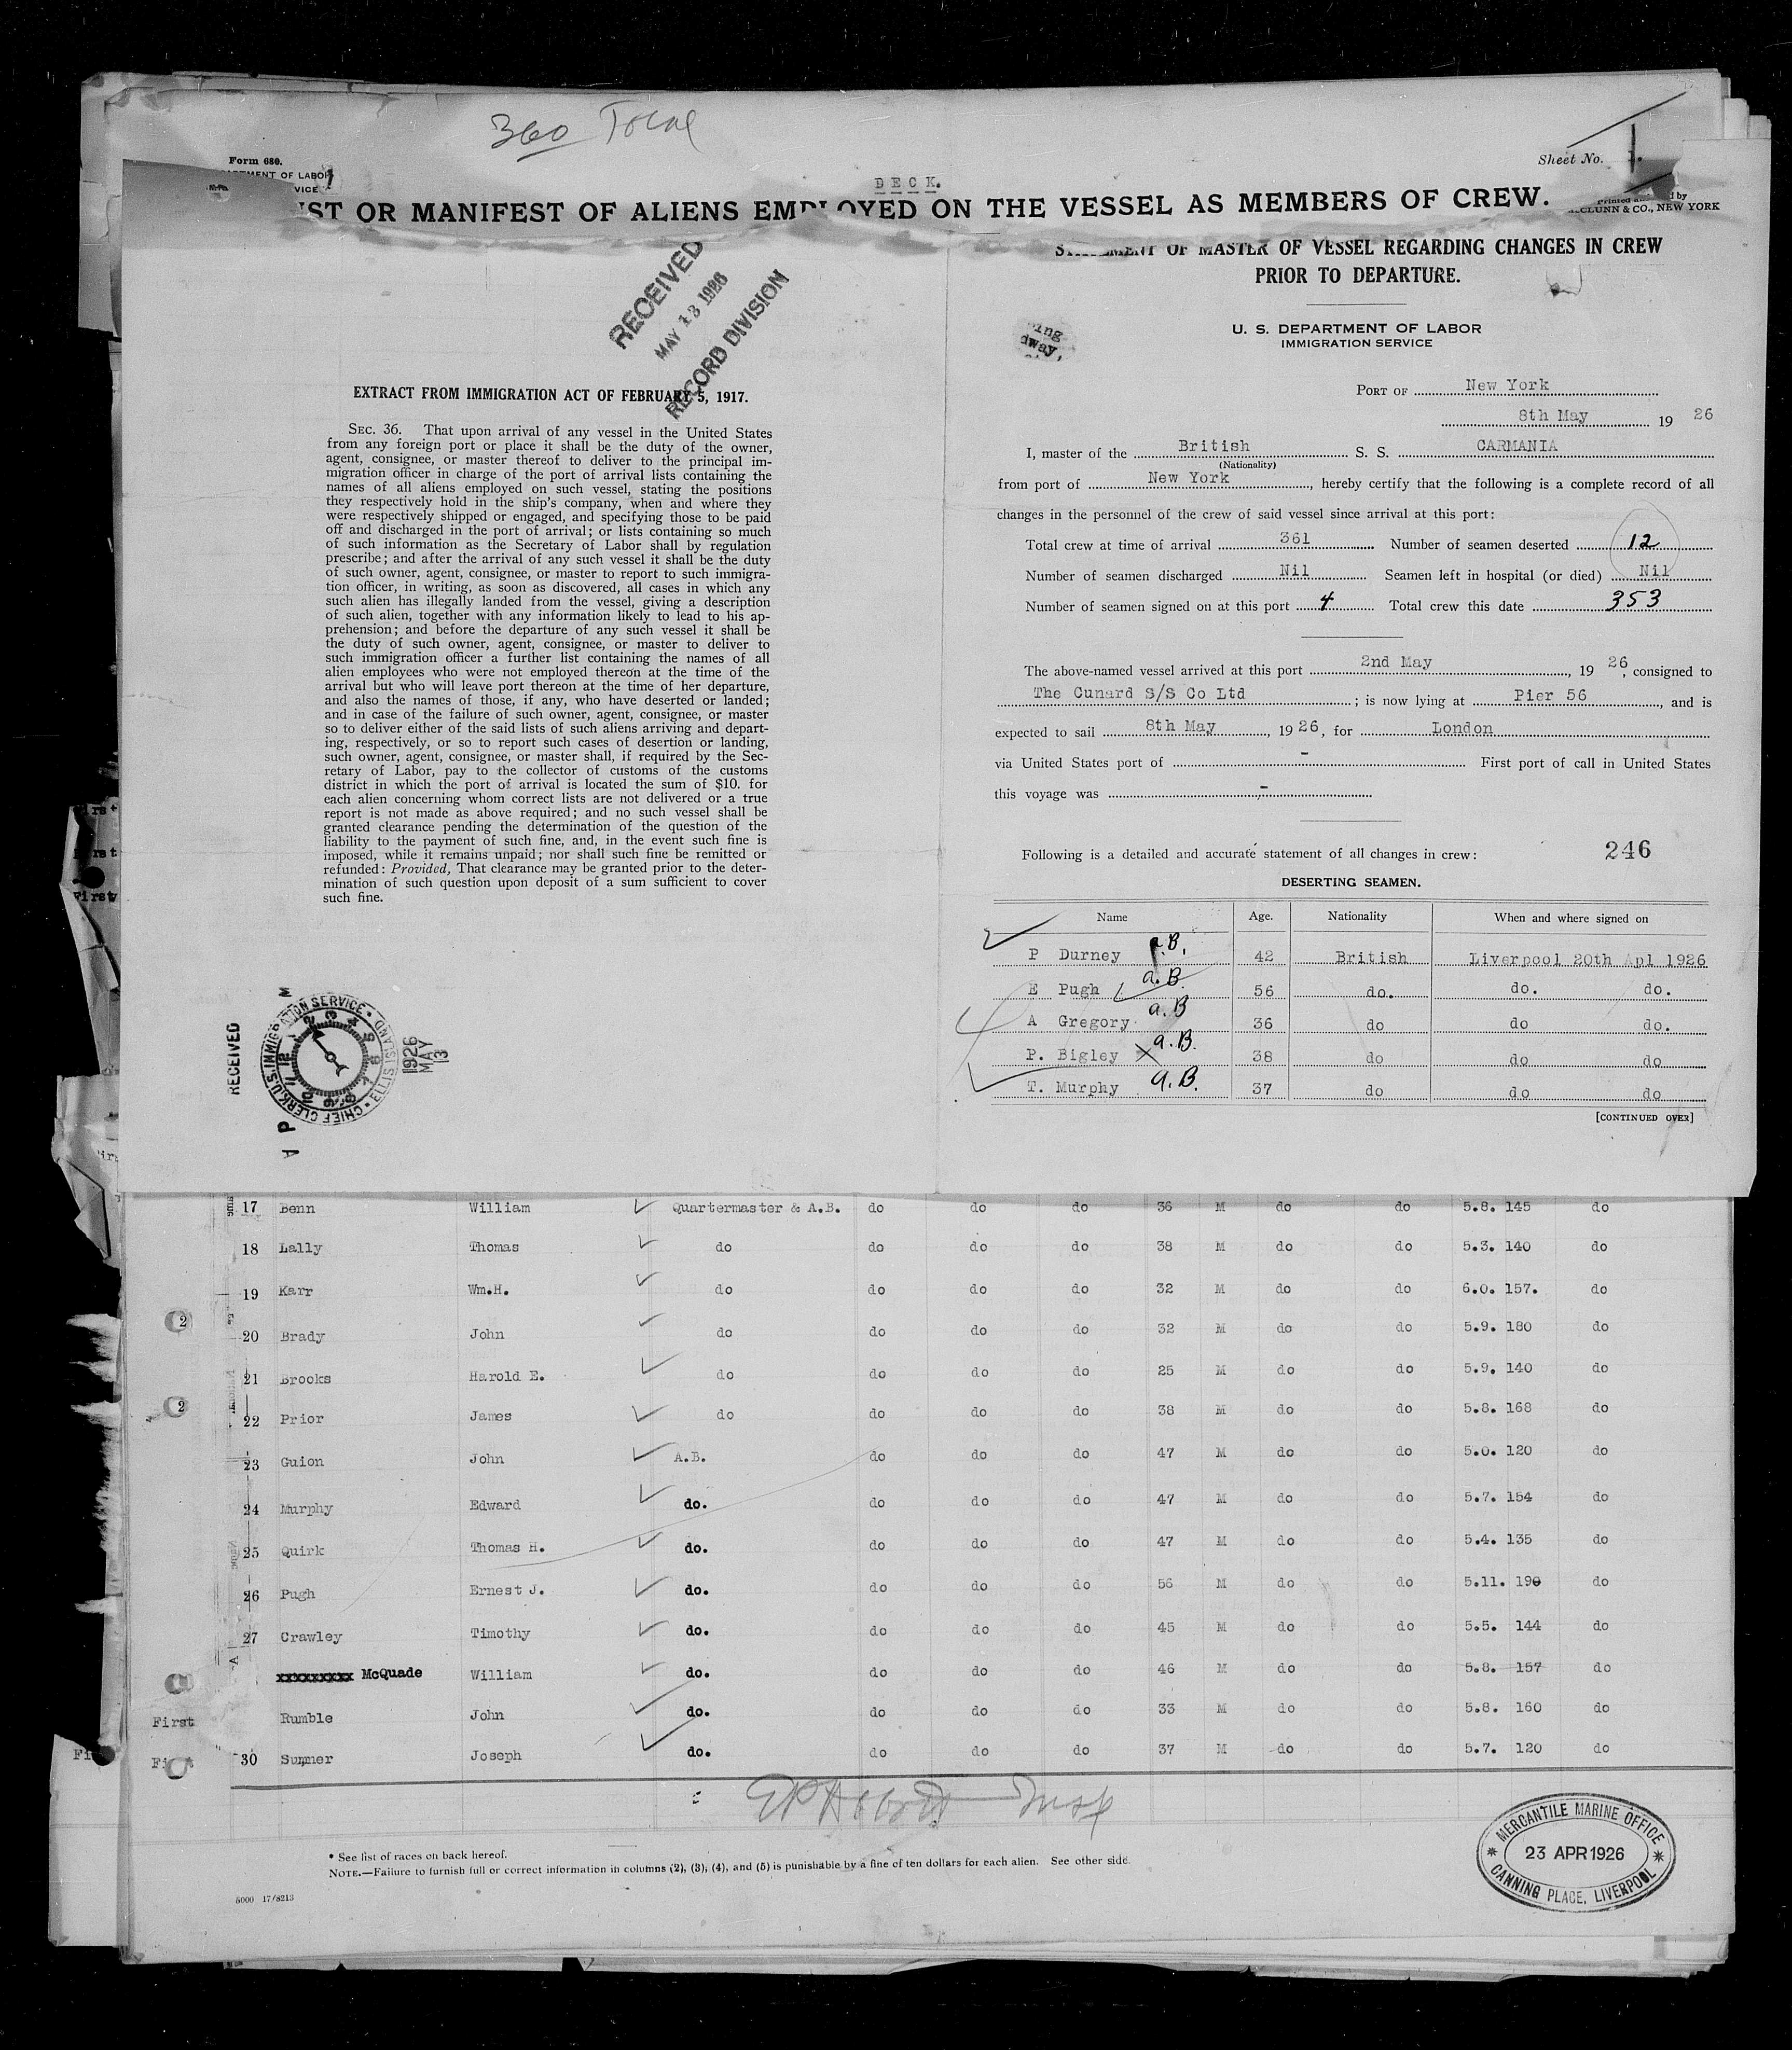 360 Total
Form 680.
Sheet No. 1.
DECK.
OR MANIFEST OF ALIENS EMPLOYED ON THE VESSEL AS MEMBERS OF CREW.
& CO., NEW YORK
RECEIVED
MAY 13 1926
RECORD DIVISION
EXTRACT FROM IMMIGRATION ACT OF FEBRUARY 5, 1917.
SEC. 36. That upon arrival of any vessel in the United States
from any foreign port or place it shall be the duty of the owner,
agent, consignee, or master thereof to deliver to the principal im-
migration officer in charge of the port of arrival lists containing the
names of all aliens employed on such vessel, stating the positions
they respectively hold in the ship's company, when and where they
were respectively shipped or engaged, and specifying those to be paid
off and discharged in the port of arrival; or lists containing so much
of such information as the Secretary of Labor shall by regulation
prescribe; and after the arrival of any such vessel it shall be the duty
of such owner, agent, consignee, or master to report to such immigra-
tion officer, in writing, as soon as discovered, all cases in which any
such alien has illegally landed from the vessel, giving a description
of such alien, together with any information likely to lead to his ap-
prehension; and before the departure of any such vessel it shall be
the duty of such owner, agent, consignee, or master to deliver to
such immigration officer a further list containing the names of all
alien employees who were not employed thereon at the time of the
arrival but who will leave port thereon at the time of her departure,
and also the names of those, if any, who have deserted or landed;
and in case of the failure of such owner, agent, consignee, or master
so to deliver either of the said lists of such aliens arriving and depart-
ing, respectively, or so to report such cases of desertion or landing,
such owner, agent, consignee, or master shall, if required by the Sec-
retary of Labor, pay to the collector of customs of the customs
district in which the port of arrival is located the sum of $10. for
each alien concerning whom correct lists are not delivered or a true
report is not made as above required; and no such vessel shall be
granted clearance pending the determination of the question of the
liability to the payment of such fine, and, in the event such fine is
imposed, while it remains unpaid; nor shall such fine be remitted or
refunded: Provided, That clearance may be granted prior to the deter-
mination of such question upon deposit of a sum sufficient to cover
such fine.
RECEIVED
CHIEF CLERK, U.S. IMMIGRATION SERVICE • ELLIS ISLAND •
1926 MAY 13
STATEMENT OF MASTER OF VESSEL REGARDING CHANGES IN CREW
PRIOR TO DEPARTURE.
U. S. DEPARTMENT OF LABOR
IMMIGRATION SERVICE
PORT OF New York
8th May 19 26
I, master of the British S. S. CARMANIA
(Nationality)
from port of New York, hereby certify that the following is a complete record of all
changes in the personnel of the crew of said vessel since arrival at this port:
Total crew at time of arrival 361 Number of seamen deserted 12
Number of seamen discharged Nil Seamen left in hospital (or died) Nil
Number of seamen signed on at this port 4 Total crew this date 353
The above-named vessel arrived at this port 2nd May, 19 26, consigned to
The Cunard S/S Co Ltd; is now lying at Pier 56, and is
expected to sail 8th May, 19 26, for London
via United States port of - First port of call in United States
this voyage was -
Following is a detailed and accurate statement of all changes in crew: 246
DESERTING SEAMEN.
Name Age. Nationality When and where signed on
P Durney a.B. 42 British Liverpool 20th Apl 1926
E Pugh a.B. 56 do. do. do.
A Gregory a.B 36 do do do.
P. Bigley a.B. 38 do do do
T. Murphy a.B. 37 do do do
[CONTINUED OVER]
17 Benn William Quartermaster & A.B. do do do 36 M do do 5.8. 145 do
18 Lally Thomas do do do do 38 M do do 5.3. 140 do
19 Karr Wm.H. do do do do 32 M do do 6.0. 157. do
20 Brady John do do do do 32 M do do 5.9. 180 do
21 Brooks Harold E. do do do do 25 M do do 5.9. 140 do
22 Prior James do do do do 38 M do do 5.8. 168 do
23 Guion John A.B. do do do 47 M do do 5.0. 120 do
24 Murphy Edward do. do do do 47 M do do 5.7. 154 do
25 Quirk Thomas H. do. do do do 47 M do do 5.4. 135 do
26 Pugh Ernest J. do. do do do 56 M do do 5.11. 190 do
27 Crawley Timothy do. do do do 45 M do do 5.5. 144 do
xxxxxxxxx McQuade William do. do do do 46 M do do 5.8. 157 do
First Rumble John do. do do do 33 M do do 5.8. 160 do
30 Sumner Joseph do. do do do 37 M do do 5.7. 120 do
* See list of races on back hereof.
NOTE.—Failure to furnish full or correct information in columns (2), (3), (4), and (5) is punishable by a fine of ten dollars for each alien. See other side.
5000 17/8213
MERCANTILE MARINE OFFICE
23 APR 1926
CANNING PLACE, LIVERPOOL